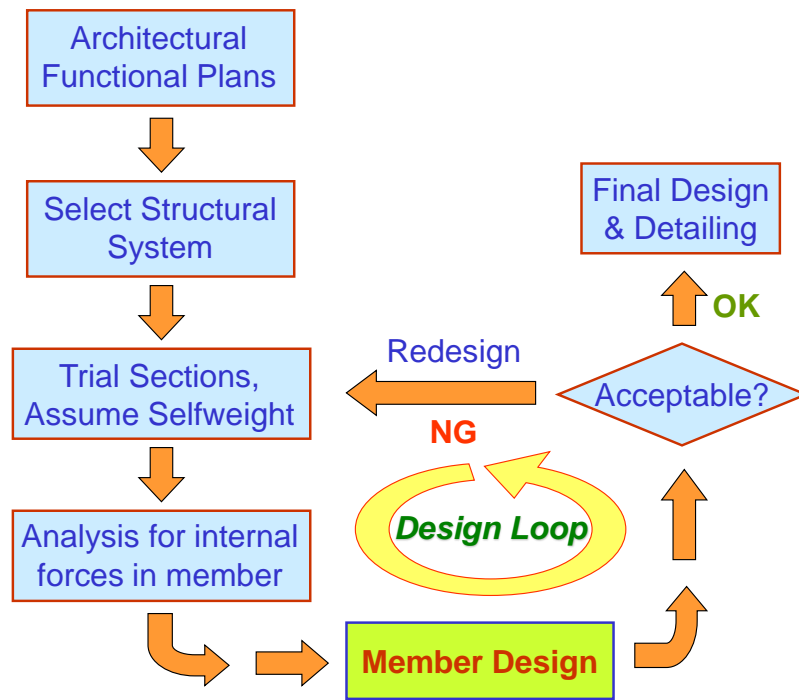 Architectural
Functional Plans
Select Structural
System
Trial Sections,
Assume Selfweight
Analysis for internal
forces in member
Member Design
Acceptable?
Redesign
NG
Design Loop
OK
Final Design
& Detailing